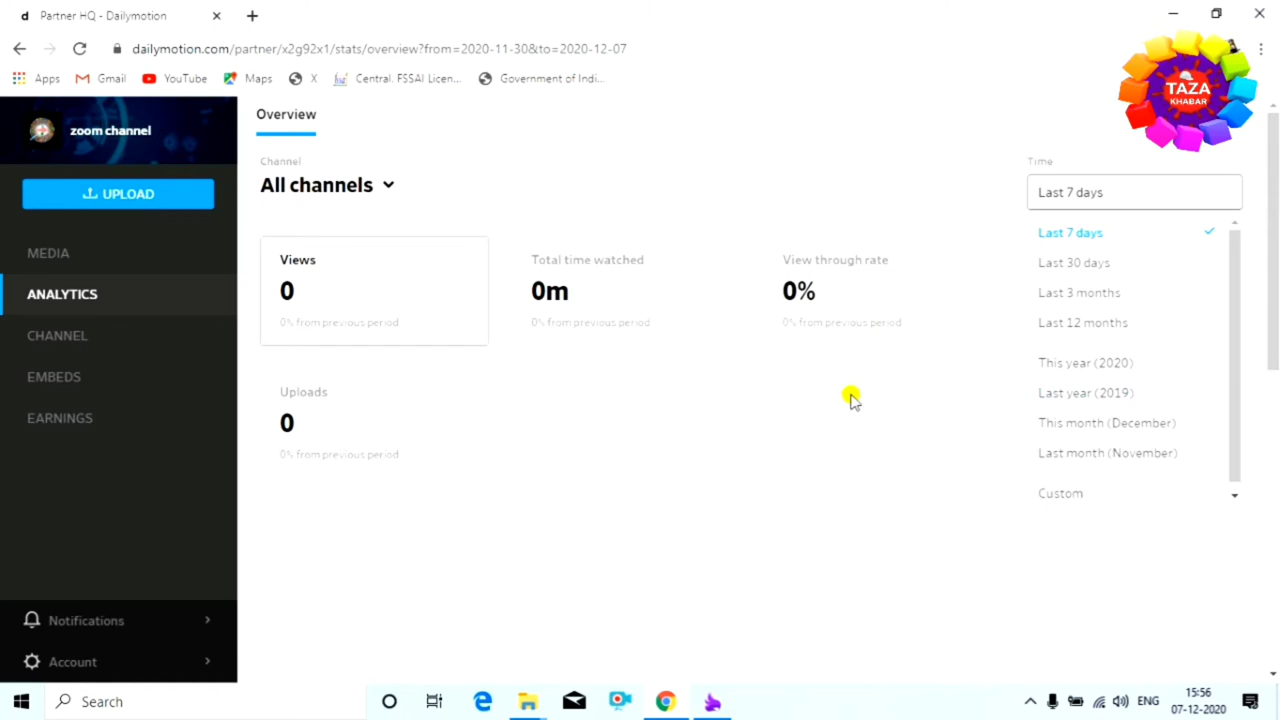 Partner HQ - Dailymotion
dailymotion.com/partner/x2g92x1/stats/overview?from=2020-11-30&to=2020-12-07
Apps Gmail YouTube Maps X Central. FSSAI Licen... Government of Indi...
TAZA
KHABAR
zoom channel
UPLOAD
MEDIA
ANALYTICS
CHANNEL
EMBEDS
EARNINGS
Notifications
Account
Overview
Channel
All channels
Time
Last 7 days
Last 7 days
Last 30 days
Last 3 months
Last 12 months
This year (2020)
Last year (2019)
This month (December)
Last month (November)
Custom
Views
0
0% from previous period
Total time watched
0m
0% from previous period
View through rate
0%
0% from previous period
Uploads
0
0% from previous period
Search
ENG
15:56
07-12-2020